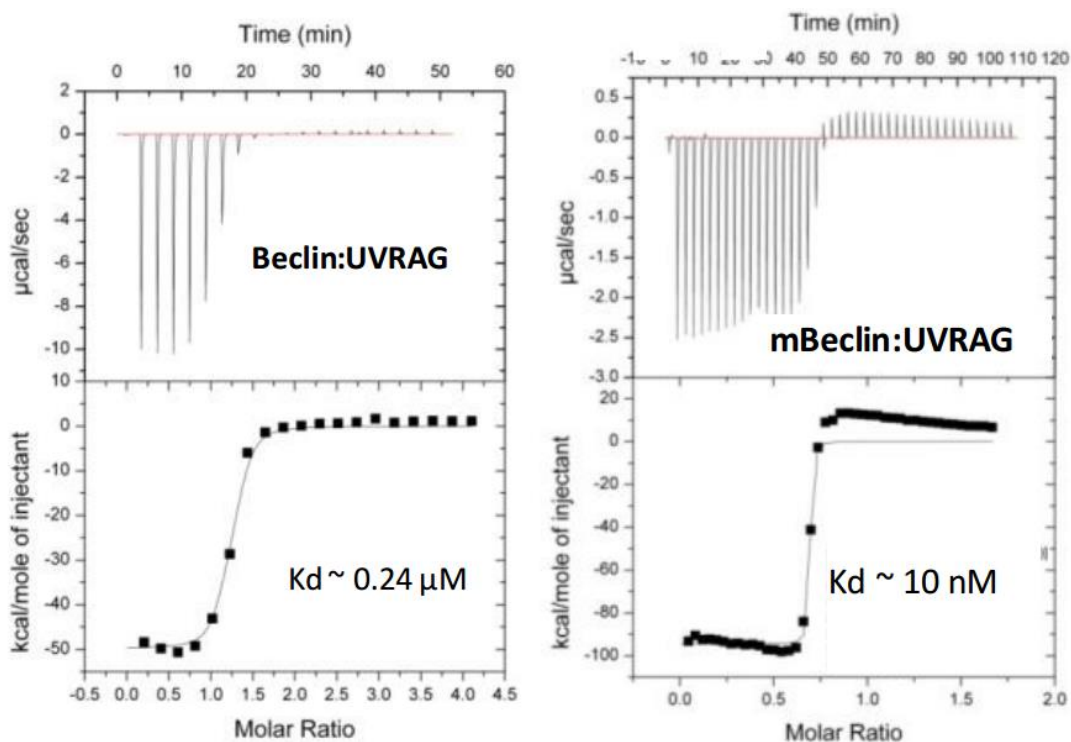 Time (min)
0 10 20 30 40 50 60
2
0
-2
-4
-6
-8
-10
µcal/sec
Beclin:UVRAG
10
0
-10
-20
-30
-40
-50
kcal/mole of injectant
Kd ~ 0.24 µM
-0.5 0.0 0.5 1.0 1.5 2.0 2.5 3.0 3.5 4.0 4.5
Molar Ratio
Time (min)
-10 0 10 20 30 40 50 60 70 80 90 100 110 120
0.5
0.0
-0.5
-1.0
-1.5
-2.0
-2.5
-3.0
µcal/sec
mBeclin:UVRAG
20
0
-20
-40
-60
-80
-100
kcal/mole of injectant
Kd ~ 10 nM
0.0 0.5 1.0 1.5 2.0
Molar Ratio